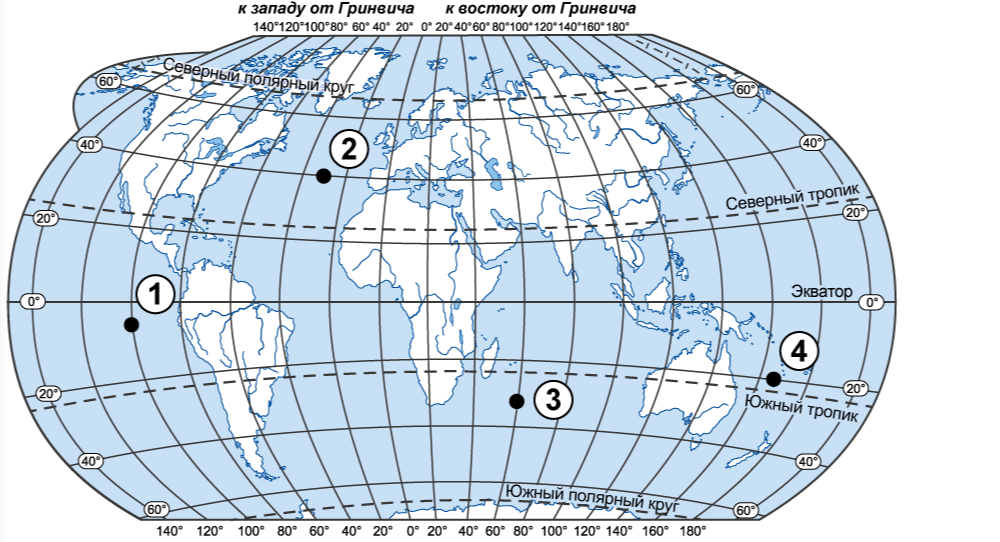 к западу от Гринвича к востоку от Гринвича
140° 120° 100° 80° 60° 40° 20° 0° 20° 40° 60° 80° 100° 120° 140° 160° 180°
Северный полярный круг
60° 60°
2
40° 40°
Северный тропик
20° 20°
1
Экватор
0° 0°
4
20° 20°
3
Южный тропик
40° 40°
Южный полярный круг
60° 60°
140° 120° 100° 80° 60° 40° 20° 0° 20° 40° 60° 80° 100° 120° 140° 160° 180°